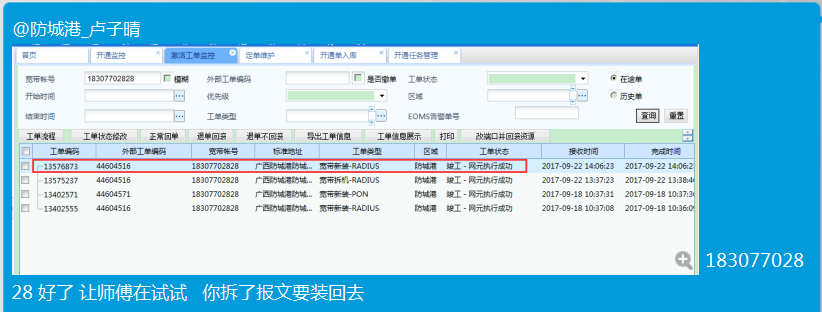 @防城港_卢子晴
首页 开通监控 激活工单监控 定单维护 开通单入库 开通任务管理
宽带帐号 18307702828 模糊 外部工单编码 是否撤单 工单状态 在途单
开始时间 优先级 区域 历史单
结束时间 工单类型 EOMS告警单号 查询 重置
工单流程 工单状态修改 正常回单 退单回装 退单不回装 导出工单信息 工单信息展示 打印 改端口并回装资源
工单编码 外部工单编码 宽带帐号 标准地址 工单类型 区域 工单状态 接收时间 完成时间
13576873 44604516 18307702828 广西防城港防城... 宽带新装-RADIUS 防城港 竣工 - 网元执行成功 2017-09-22 14:06:23 2017-09-22 14:06:2
13575237 44604516 18307702828 广西防城港防城... 宽带拆机-RADIUS 防城港 竣工 - 网元执行成功 2017-09-22 13:37:23 2017-09-22 13:38:4
13402571 44604571 18307702828 广西防城港防城... 宽带新装-PON 防城港 竣工 - 网元执行成功 2017-09-18 10:37:31 2017-09-18 10:37:3
13402555 44604516 18307702828 广西防城港防城... 宽带新装-RADIUS 防城港 竣工 - 网元执行成功 2017-09-18 10:37:08 2017-09-18 10:36:0
183077028
28 好了 让师傅在试试 你拆了报文要装回去